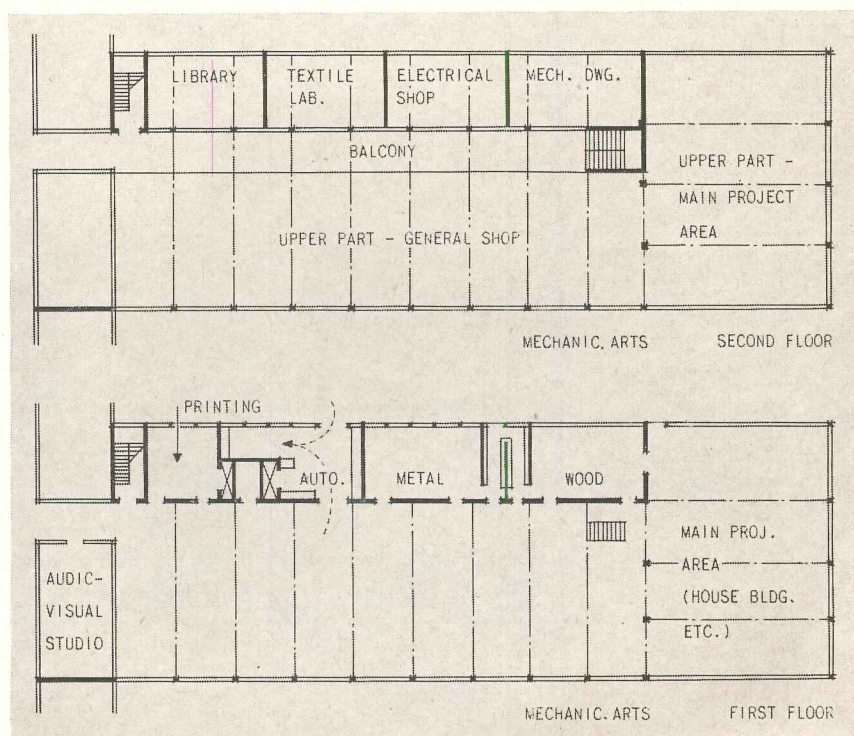 LIBRARY
TEXTILE
LAB.
ELECTRICAL
SHOP
MECH. DWG.
BALCONY
UPPER PART -
MAIN PROJECT
AREA
UPPER PART - GENERAL SHOP
MECHANIC. ARTS
SECOND FLOOR
PRINTING
AUTO.
METAL
WOOD
MAIN PROJ.
AREA
(HOUSE BLDG.
ETC.)
AUDIC-
VISUAL
STUDIO
MECHANIC. ARTS
FIRST FLOOR